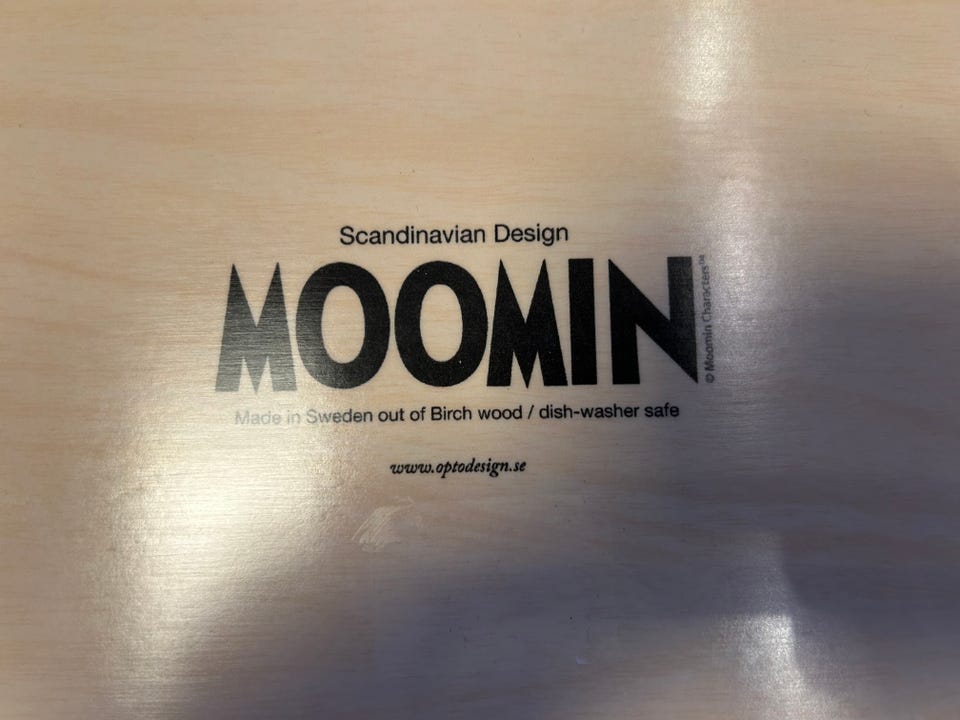 Scandinavian Design
MOOMIN
© Moomin Characters™
Made in Sweden out of Birch wood / dish-washer safe
www.optodesign.se